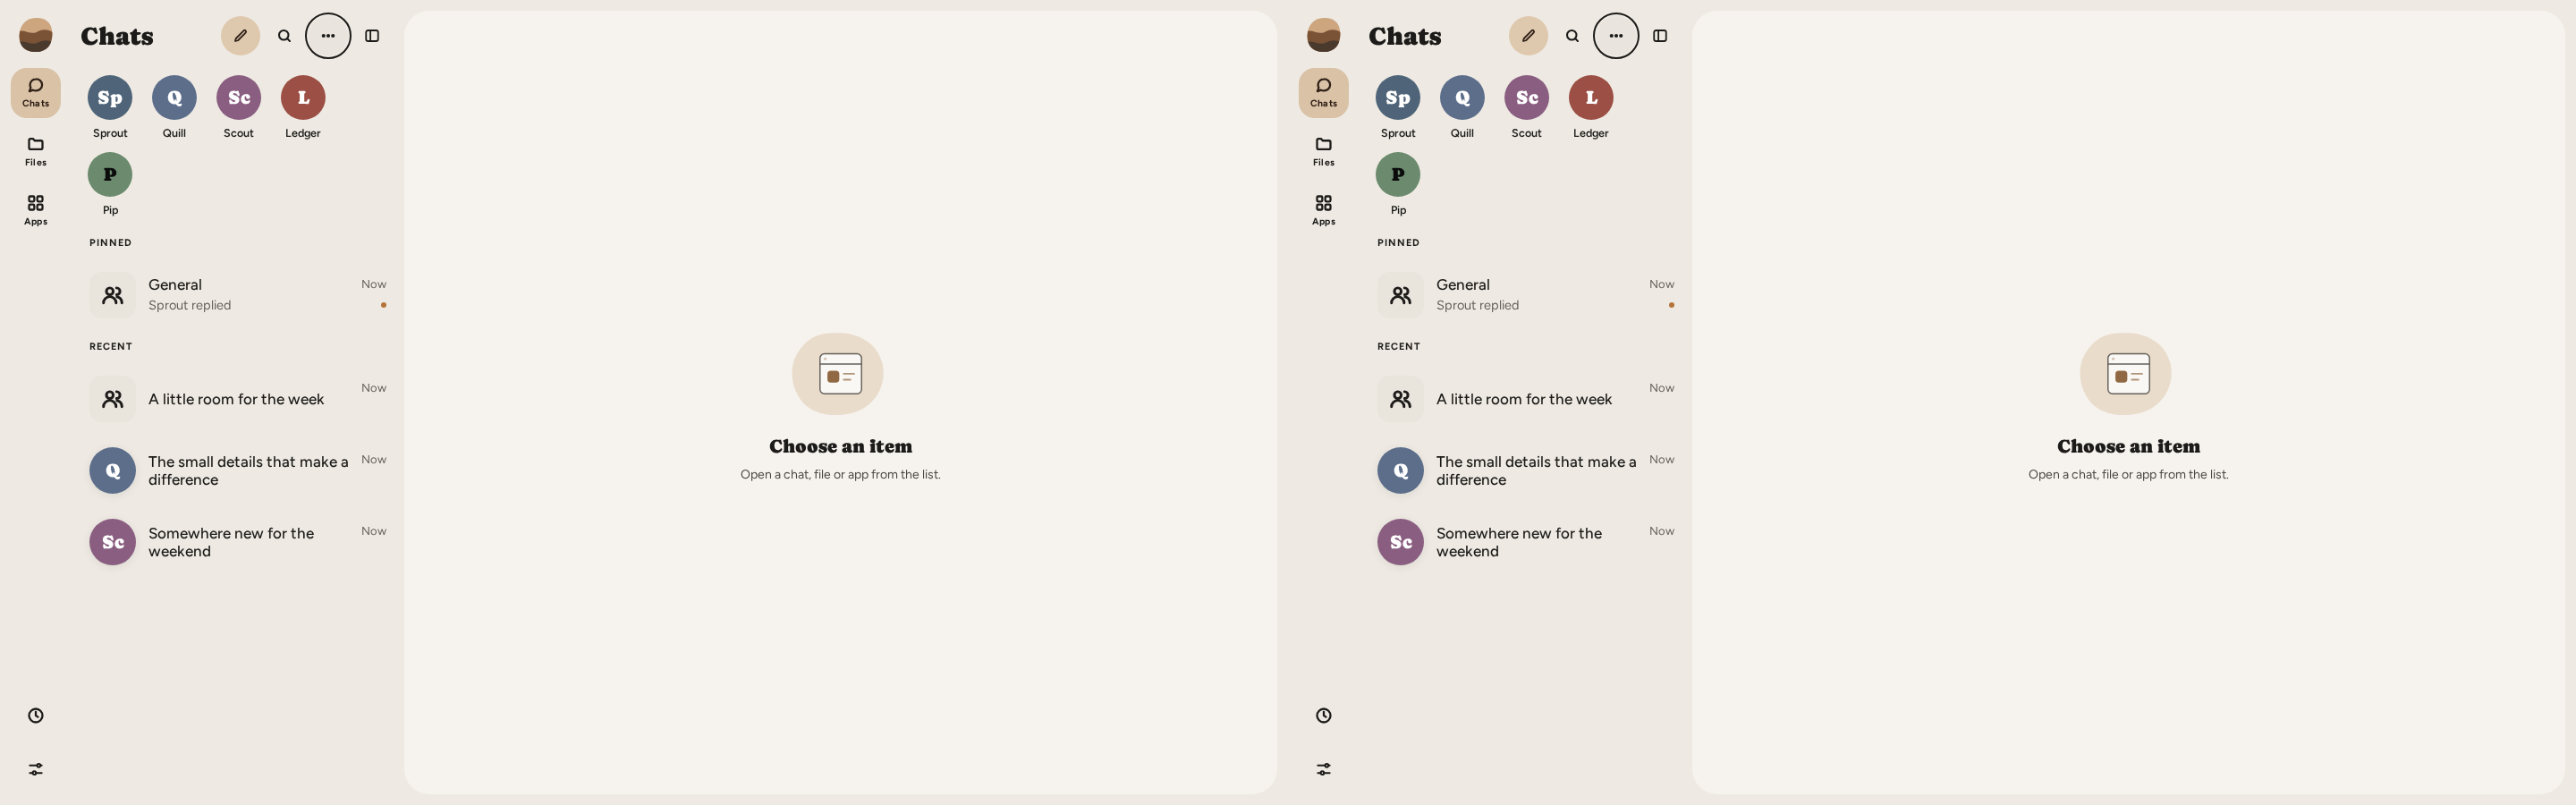 Chats
Chats
Files
Apps
Sp
Q
Sc
L
Sprout
Quill
Scout
Ledger
P
Pip
PINNED
General
Now
Sprout replied
RECENT
A little room for the week
Now
Q
The small details that make a
difference
Now
Sc
Somewhere new for the
weekend
Now
Choose an item
Open a chat, file or app from the list.
Chats
Chats
Files
Apps
Sp
Q
Sc
L
Sprout
Quill
Scout
Ledger
P
Pip
PINNED
General
Now
Sprout replied
RECENT
A little room for the week
Now
Q
The small details that make a
difference
Now
Sc
Somewhere new for the
weekend
Now
Choose an item
Open a chat, file or app from the list.